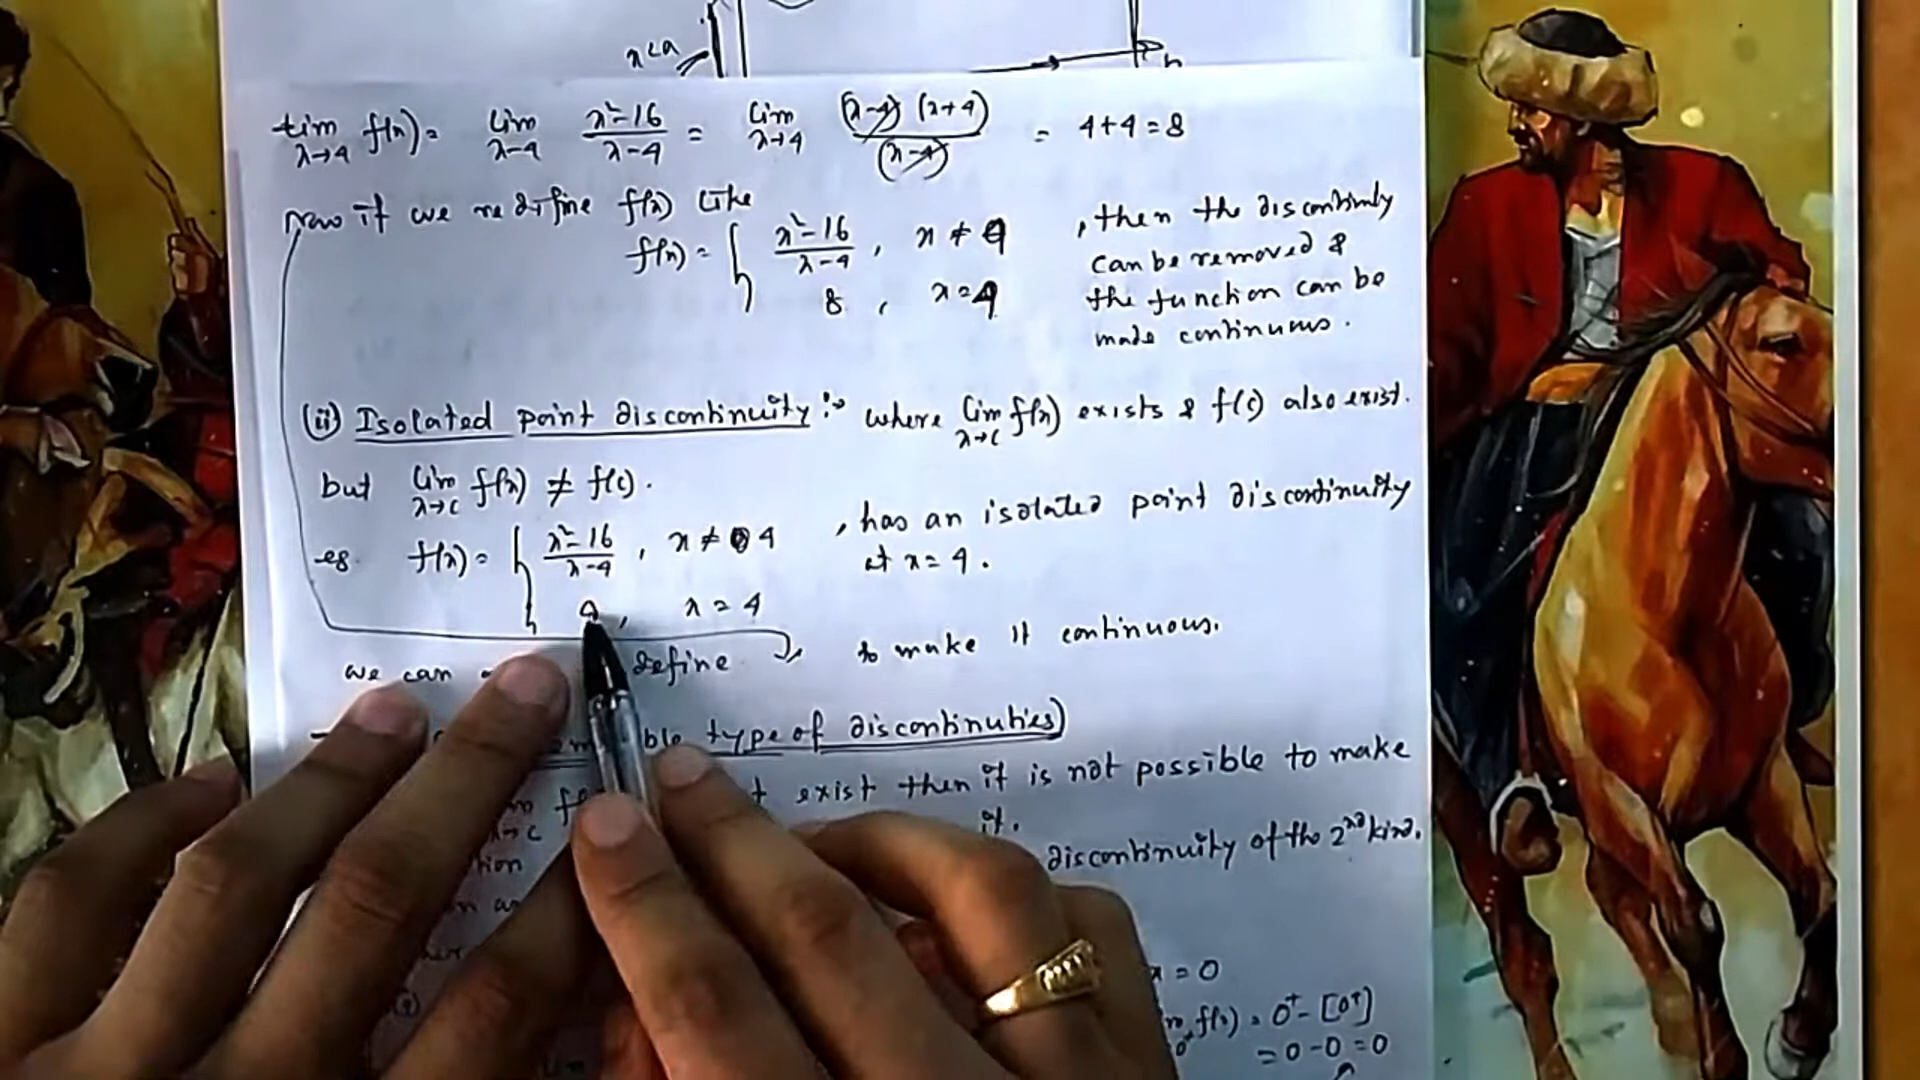 x<a
h
lim x→4 f(x) = lim x→4 x²-16/x-4 = lim x→4 (x-4)(x+4)/(x-4) = 4+4=8
Now if we redefine f(x) like
f(x) = { x²-16/x-4 , x ≠ 4 , then the discontinuity
can be removed &
8 , x=4 the function can be
made continuous.
(ii) Isolated point discontinuity :→ where lim x→c f(x) exists & f(c) also exist.
but lim x→c f(x) ≠ f(c).
eg. f(x) = { x²-16/x-4 , x ≠ 4 , has an isolated point discontinuity
at x = 4.
, x = 4
we can define to make it continuous.
type of discontinuties)
exist then it is not possible to make
it.
discontinuity of the 2nd kind.
x = 0
f(x) = 0⁺ - [0⁺]
= 0-0 = 0